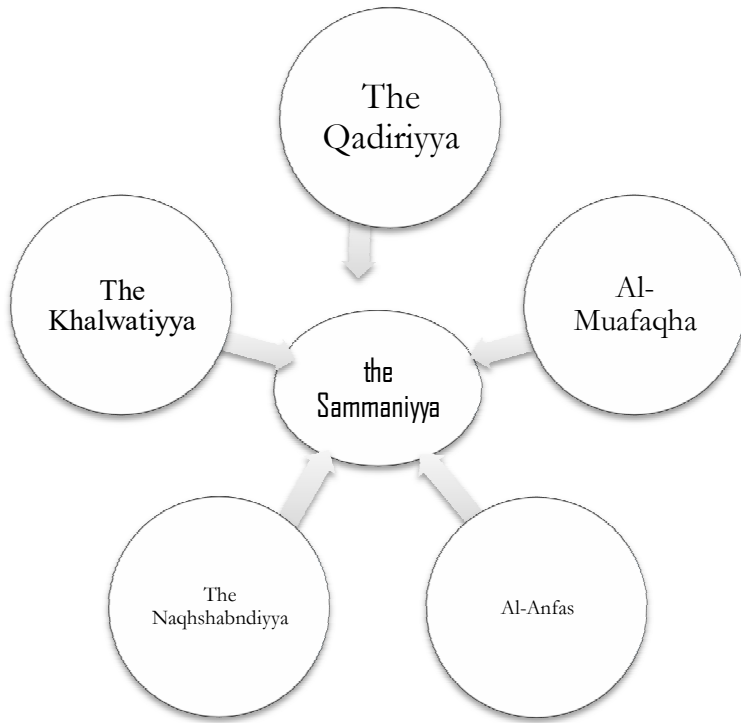 The
Qadiriyya
The
Khalwatiyya
Al-
Muafaqha
the
Sammaniyya
The
Naqhshabndiyya
Al-Anfas